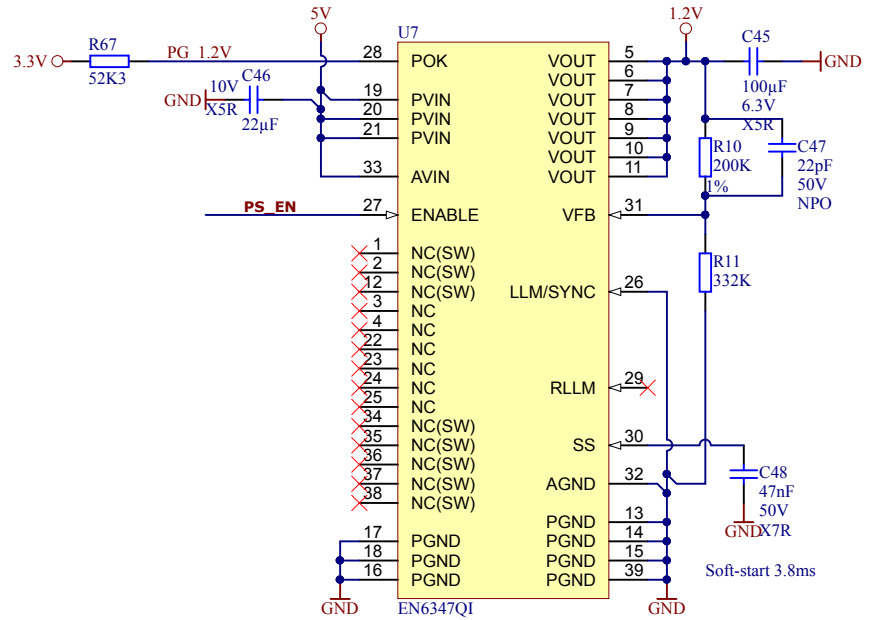 5V
1.2V
U7
R67
52K3
3.3V
PG_1.2V
28
POK
VOUT
5
C45
GND
100µF
6.3V
X5R
10V
C46
GND
X5R
22µF
19
PVIN
20
PVIN
21
PVIN
33
AVIN
27
ENABLE
PS_EN
VOUT
6
VOUT
7
VOUT
8
VOUT
9
VOUT
10
VOUT
11
R10
200K
1%
C47
22pF
50V
NPO
VFB
31
R11
332K
1
NC(SW)
2
NC(SW)
12
NC(SW)
3
NC
4
NC
22
NC
23
NC
24
NC
25
NC
34
NC(SW)
35
NC(SW)
36
NC(SW)
37
NC(SW)
38
NC(SW)
LLM/SYNC
26
RLLM
29
SS
30
AGND
32
C48
47nF
50V
X7R
GND
17
PGND
18
PGND
16
PGND
PGND
13
PGND
14
PGND
15
PGND
39
Soft-start 3.8ms
GND
EN6347QI
GND